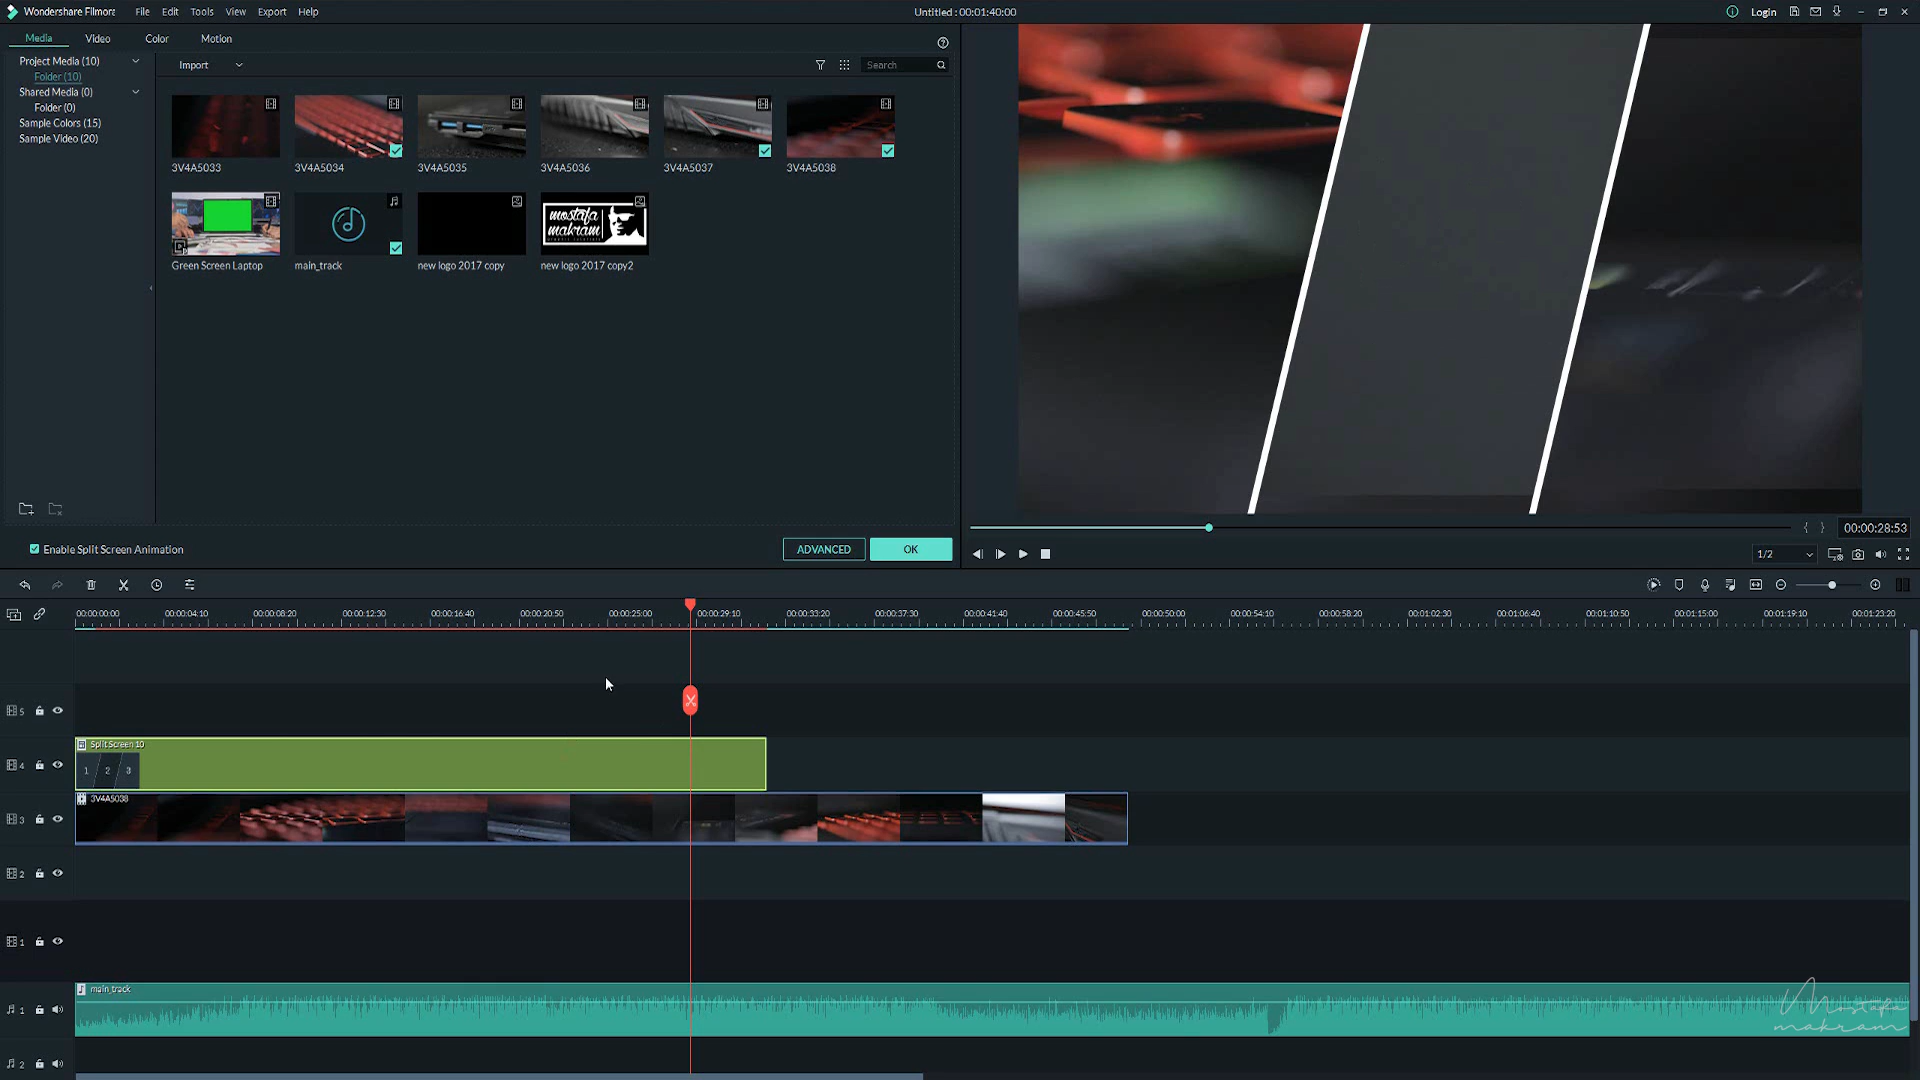 Wondershare Filmora File Edit Tools View Export Help Untitled : 00:01:40:00 Login
Media Video Color Motion
Project Media (10)
Folder (10)
Shared Media (0)
Folder (0)
Sample Colors (15)
Sample Video (20)
Import Search
3V4A5033 3V4A5034 3V4A5035 3V4A5036 3V4A5037 3V4A5038
mostafa
makram
Green Screen Laptop main_track new logo 2017 copy new logo 2017 copy2
Enable Split Screen Animation ADVANCED OK
{ } 00:00:28:53
1/2
00:00:00:00 00:00:04:10 00:00:08:20 00:00:12:30 00:00:16:40 00:00:20:50 00:00:25:00 00:00:29:10 00:00:33:20 00:00:37:30 00:00:41:40 00:00:45:50 00:00:50:00 00:00:54:10 00:00:58:20 00:01:02:30 00:01:06:40 00:01:10:50 00:01:15:00 00:01:19:10 00:01:23:20
5
Split Screen 10
4 1 2 3
3V4A5038
3
2
1
main_track
1
Mostafa
makram
2